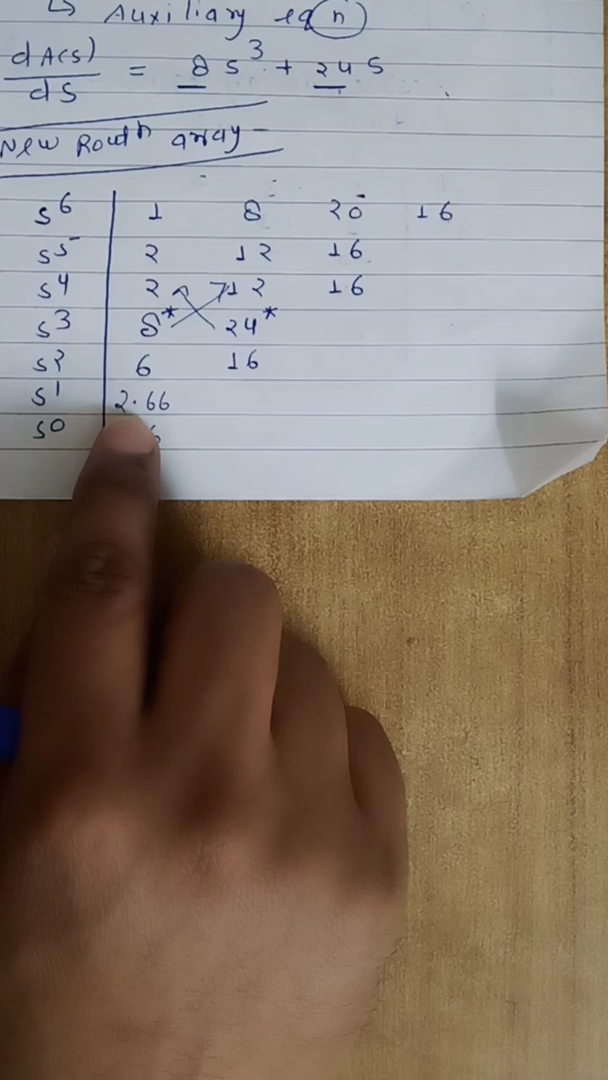 ↳ Auxiliary eq(n)
dA(s)/ds = 8s³ + 24s
New Routh array -
s6 | 1 8 20 16
s5 | 2 12 16
s4 | 2 12 16
s3 | 8* 24*
s2 | 6 16
s1 | 2.66
s0 |